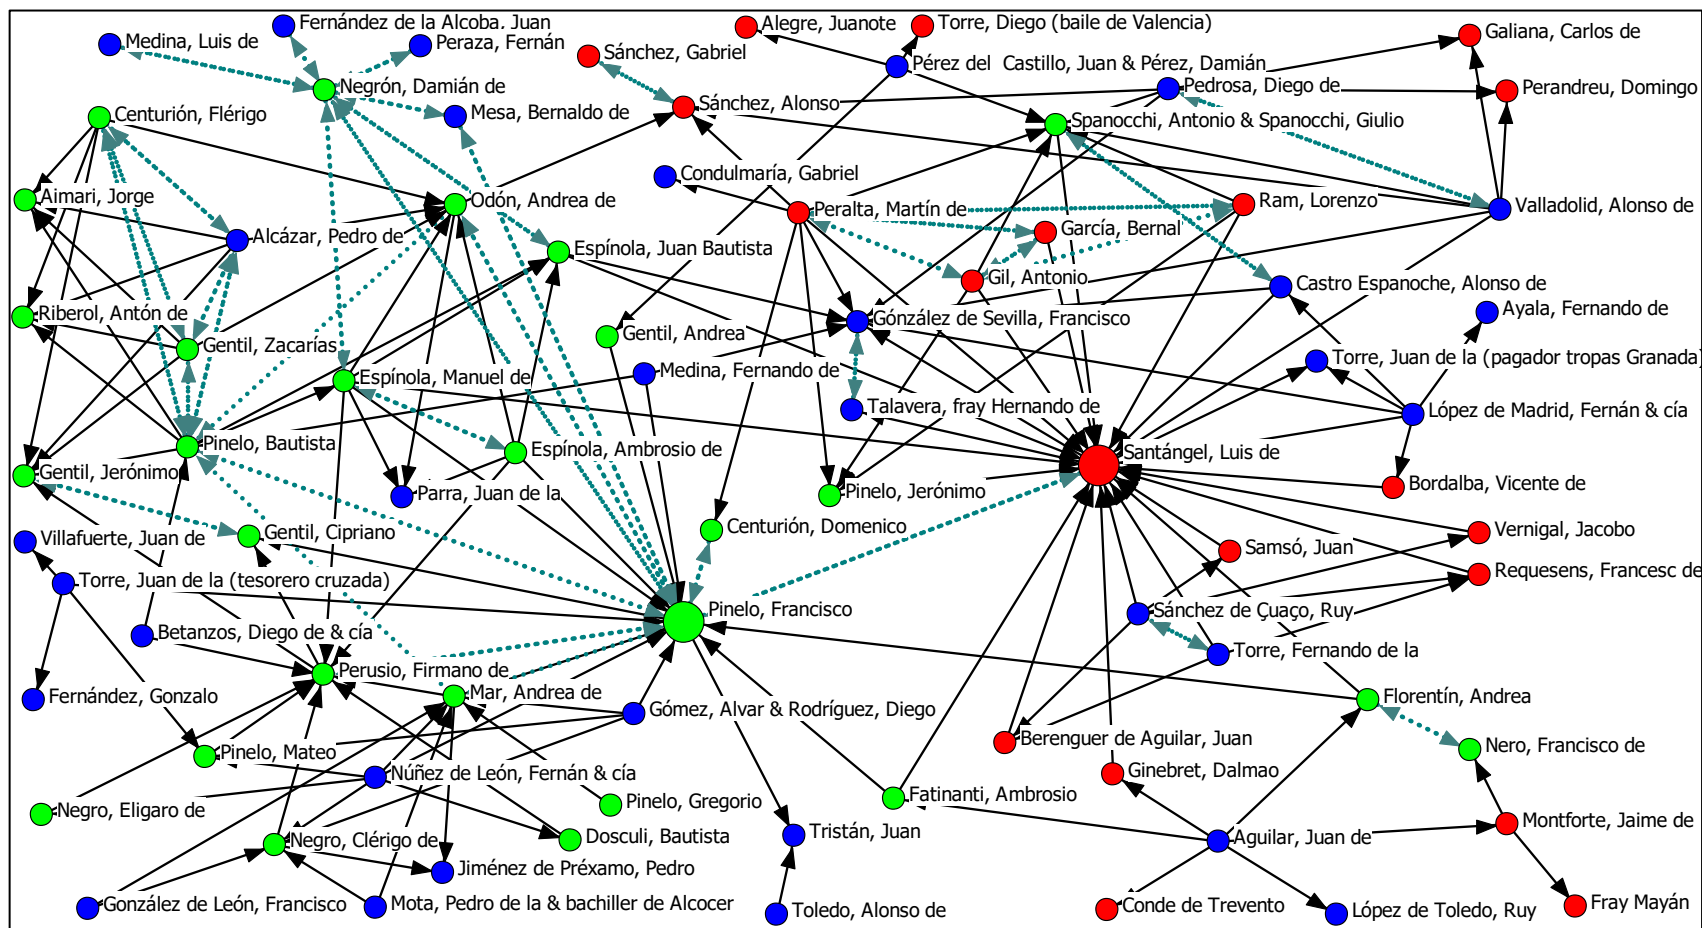 Fernández de la Alcoba. Juan
Alegre, Juanote
Torre, Diego (baile de Valencia)
Galiana, Carlos de
Medina, Luis de
Peraza, Fernán
Sánchez, Gabriel
Pérez del Castillo, Juan & Pérez, Damián
Negrón, Damián de
Pedrosa, Diego de
Perandreu, Domingo
Centurión, Flérigo
Mesa, Bernaldo de
Sánchez, Alonso
Spanocchi, Antonio & Spanocchi, Giulio
Condulmaría, Gabriel
Aimari, Jorge
Odón, Andrea de
Peralta, Martín de
Ram, Lorenzo
Valladolid, Alonso de
García, Bernal
Alcázar, Pedro de
Espínola, Juan Bautista
Gil, Antonio
Castro Espanoche, Alonso de
Riberol, Antón de
Gónzález de Sevilla, Francisco
Ayala, Fernando de
Gentil, Andrea
Gentil, Zacarías
Torre, Juan de la (pagador tropas Granada)
Espínola, Manuel de
Medina, Fernando de
Talavera, fray Hernando de
López de Madrid, Fernán & cía
Pinelo, Bautista
Espínola, Ambrosio de
Santángel, Luis de
Gentil, Jerónimo
Parra, Juan de la
Pinelo, Jerónimo
Bordalba, Vicente de
Villafuerte, Juan de
Gentil, Cipriano
Centurión, Domenico
Vernigal, Jacobo
Samsó, Juan
Torre, Juan de la (tesorero cruzada)
Requesens, Francesc de
Pinelo, Francisco
Sánchez de Çuaço, Ruy
Betanzos, Diego de & cía
Torre, Fernando de la
Perusio, Firmano de
Fernández, Gonzalo
Mar, Andrea de
Florentín, Andrea
Gómez, Alvar & Rodríguez, Diego
Berenguer de Aguilar, Juan
Nero, Francisco de
Pinelo, Mateo
Núñez de León, Fernán & cía
Ginebret, Dalmao
Negro, Eligaro de
Pinelo, Gregorio
Fatinanti, Ambrosio
Negro, Clérigo de
Dosculi, Bautista
Tristán, Juan
Aguilar, Juan de
Montforte, Jaime de
Jiménez de Préxamo, Pedro
González de León, Francisco
Mota, Pedro de la & bachiller de Alcocer
Toledo, Alonso de
Conde de Trevento
López de Toledo, Ruy
Fray Mayán